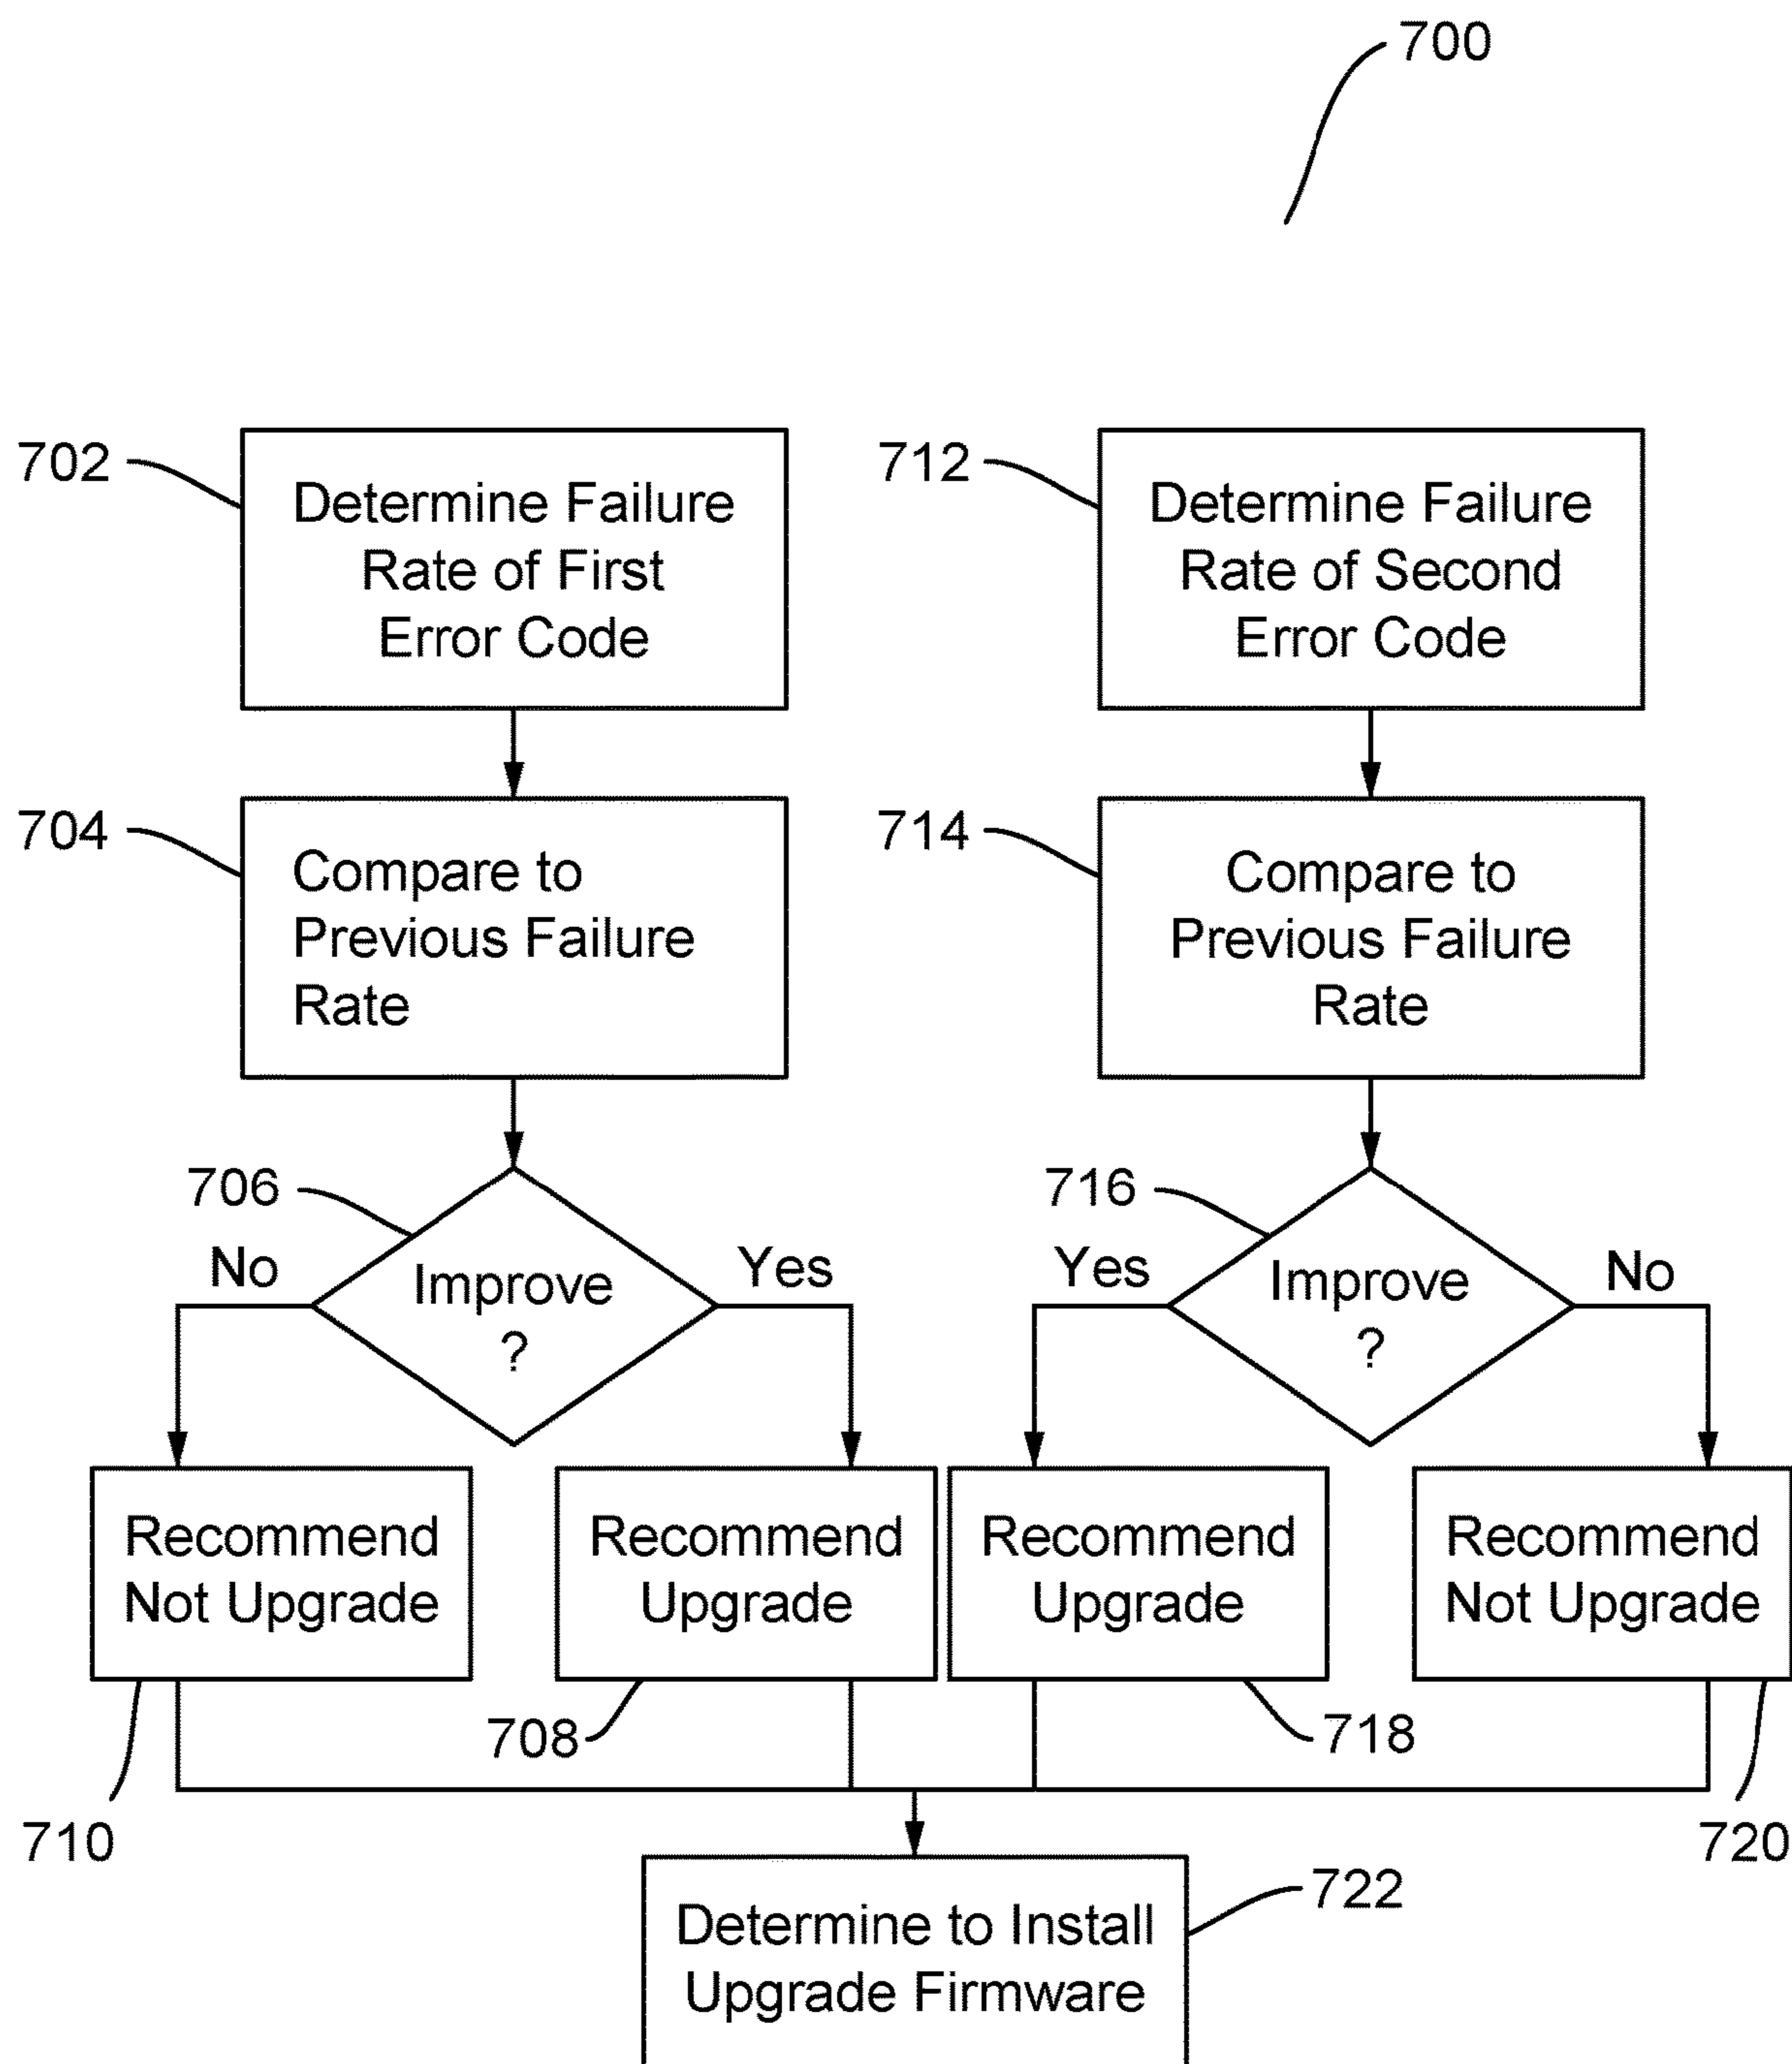 700
702
Determine Failure
Rate of First
Error Code
712
Determine Failure
Rate of Second
Error Code
704
Compare to
Previous Failure
Rate
714
Compare to
Previous Failure
Rate
706
No
Improve
?
Yes
716
Yes
Improve
?
No
Recommend
Not Upgrade
Recommend
Upgrade
Recommend
Upgrade
Recommend
Not Upgrade
710
708
718
720
722
Determine to Install
Upgrade Firmware